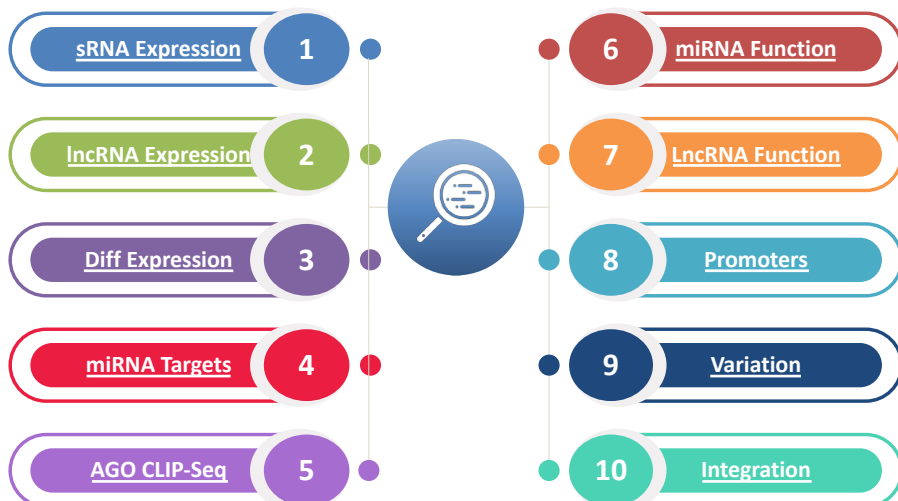 sRNA Expression 1
lncRNA Expression 2
Diff Expression 3
miRNA Targets 4
AGO CLIP-Seq 5
6 miRNA Function
7 LncRNA Function
8 Promoters
9 Variation
10 Integration